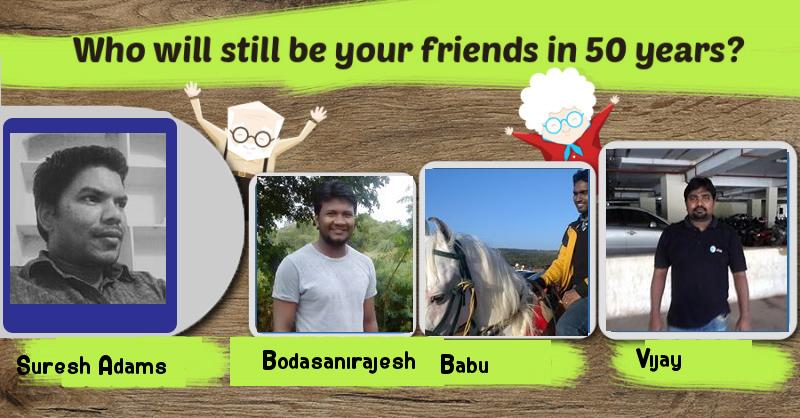 Who will still be your friends in 50 years?
Suresh Adams
Bodasanirajesh
Babu
Vijay